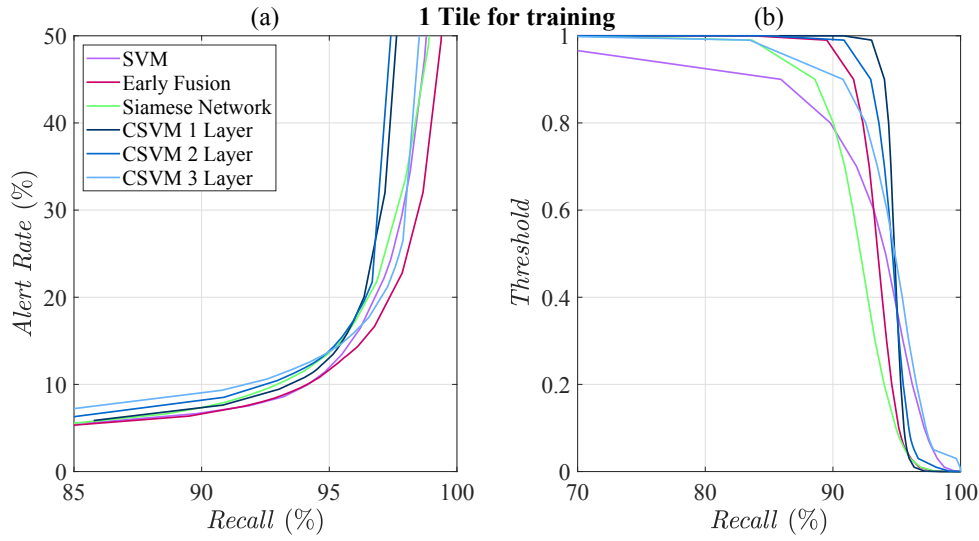 (a) 1 Tile for training (b)
50
40
30
20
10
0
Alert Rate (%)
SVM
Early Fusion
Siamese Network
CSVM 1 Layer
CSVM 2 Layer
CSVM 3 Layer
85 90 95 100
Recall (%)
1
0.8
0.6
0.4
0.2
0
Threshold
70 80 90 100
Recall (%)